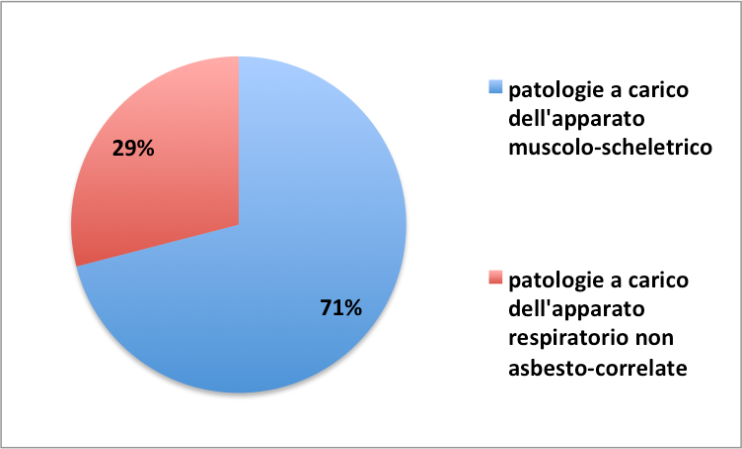 29%
71%
patologie a carico
dell'apparato
muscolo-scheletrico
patologie a carico
dell'apparato
respiratorio non
asbesto-correlate